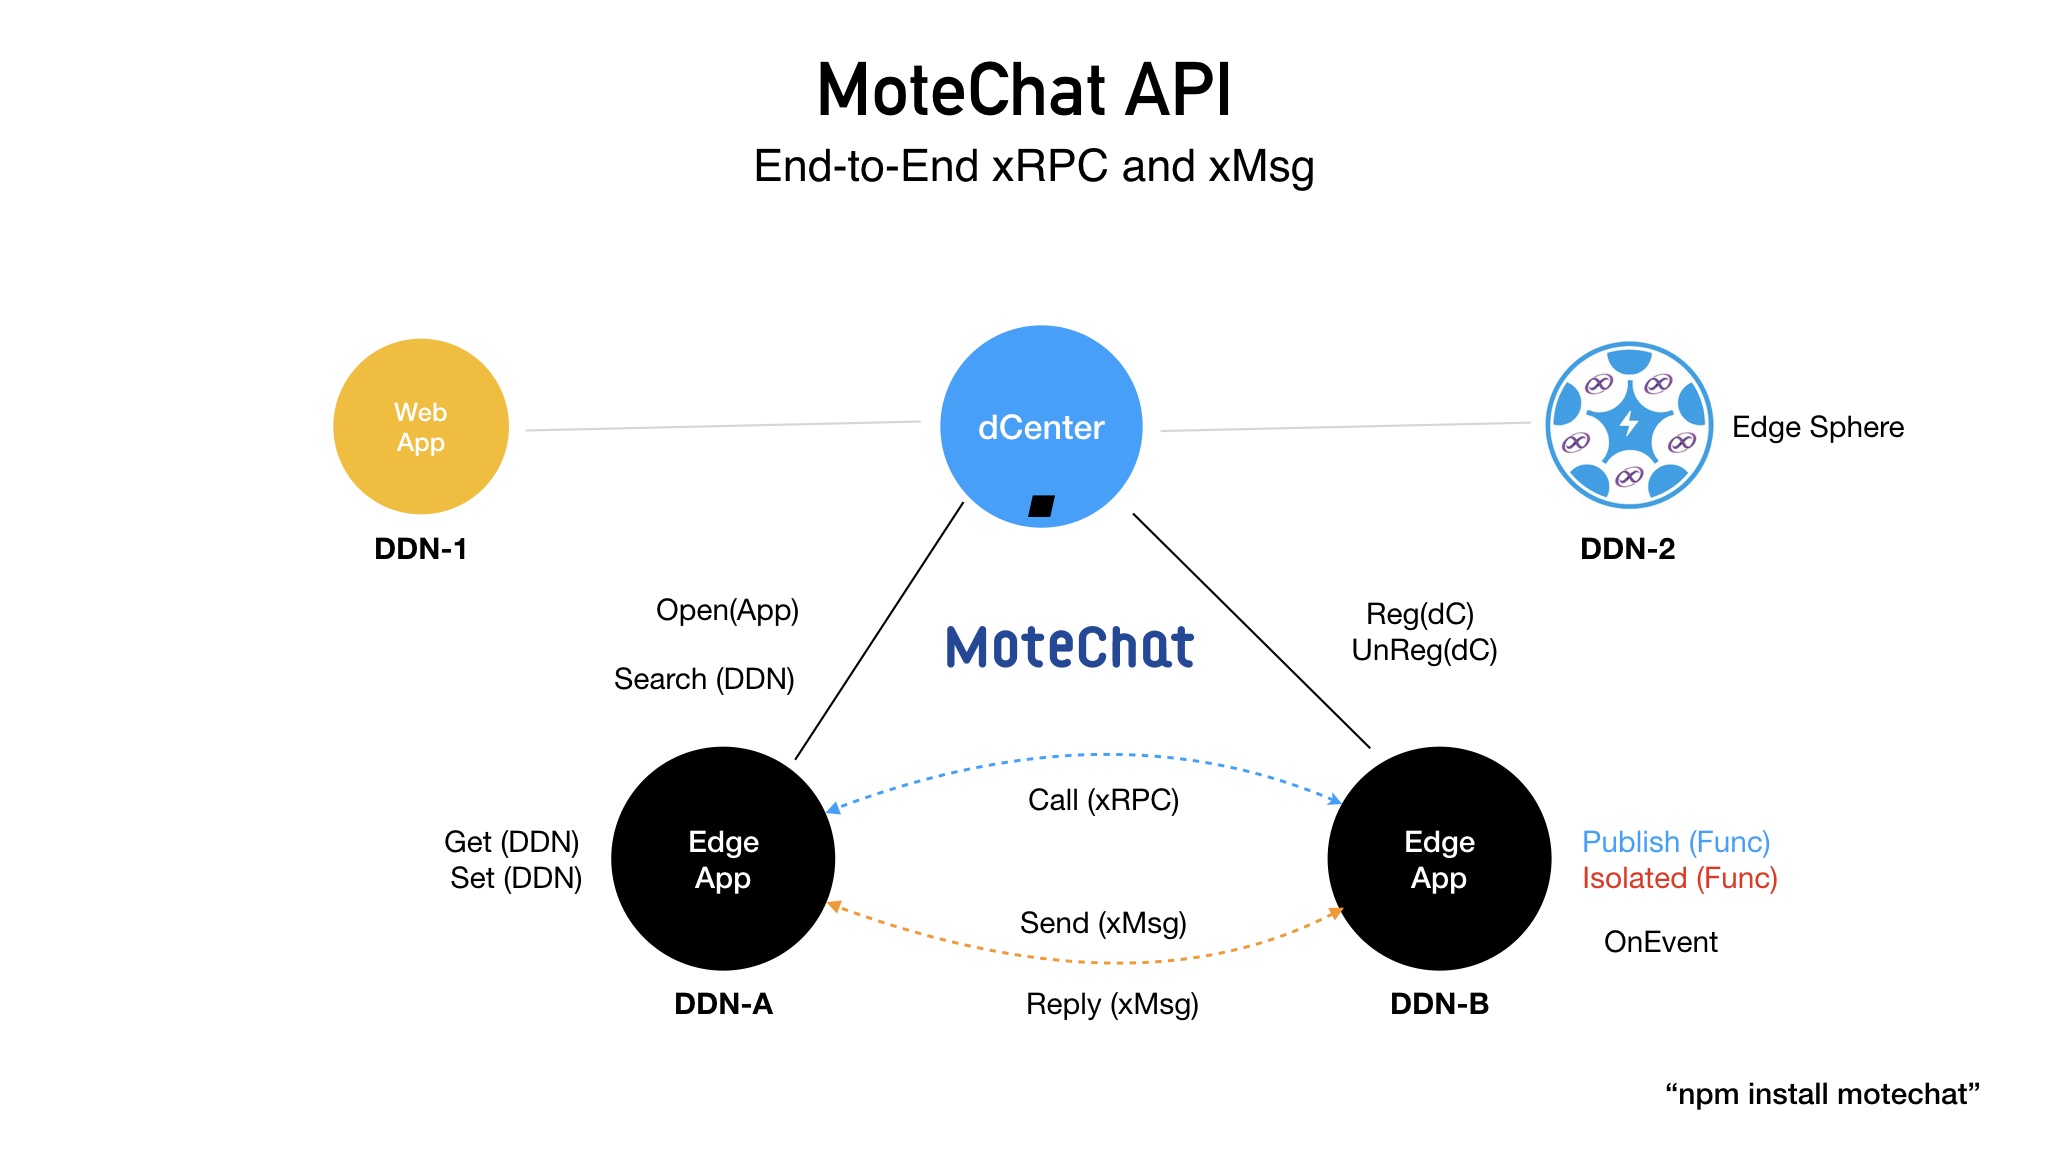 MoteChat API
End-to-End xRPC and xMsg
Web
App
dCenter
Edge Sphere
DDN-1
DDN-2
Open(App)
Search (DDN)
MoteChat
Reg(dC)
UnReg(dC)
Call (xRPC)
Get (DDN)
Set (DDN)
Edge
App
Edge
App
Publish (Func)
Isolated (Func)
Send (xMsg)
OnEvent
DDN-A
Reply (xMsg)
DDN-B
“npm install motechat”